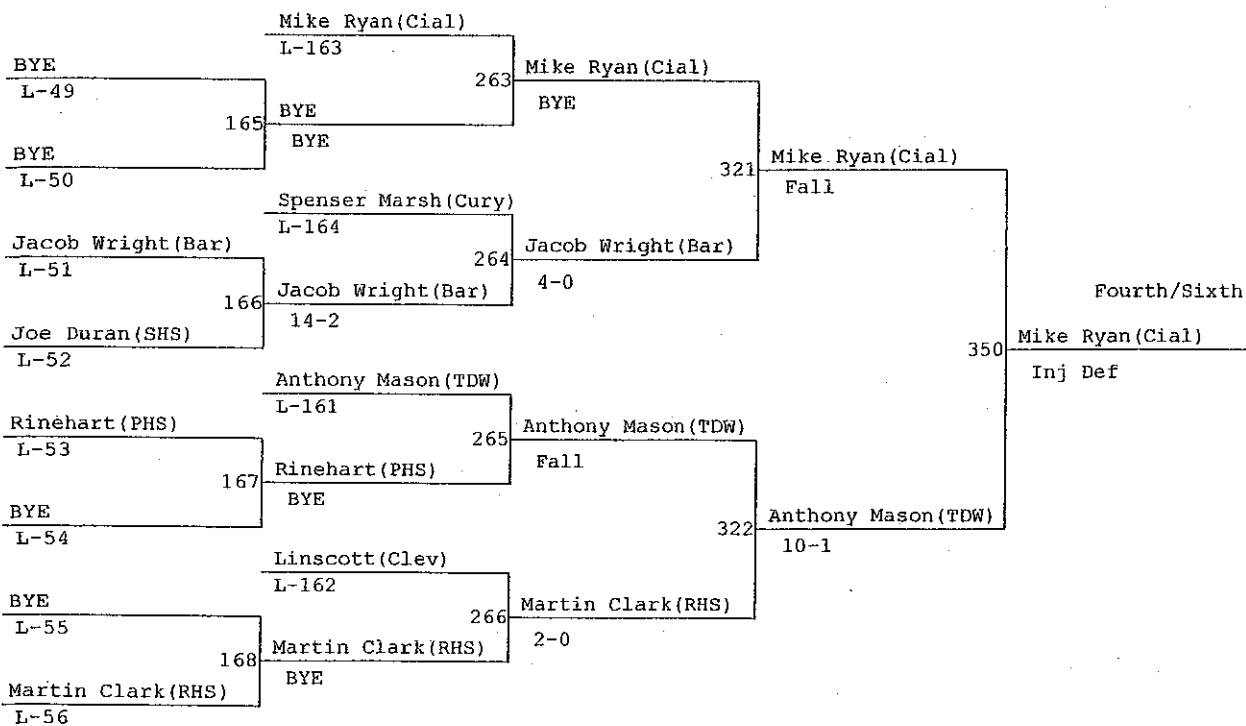 Mike Ryan(Cial)
L-163
BYE
L-49
263
Mike Ryan(Cial)
BYE
165
BYE
BYE
BYE
L-50
321
Mike Ryan(Cial)
Fall
Spenser Marsh(Cury)
L-164
Jacob Wright(Bar)
L-51
264
Jacob Wright(Bar)
4-0
166
Jacob Wright(Bar)
14-2
Fourth/Sixth
Joe Duran(SHS)
L-52
350
Mike Ryan(Cial)
Inj Def
Anthony Mason(TDW)
L-161
Rinehart(PHS)
L-53
265
Anthony Mason(TDW)
Fall
167
Rinehart(PHS)
BYE
BYE
L-54
322
Anthony Mason(TDW)
10-1
Linscott(Clev)
L-162
BYE
L-55
266
Martin Clark(RHS)
2-0
168
Martin Clark(RHS)
BYE
Martin Clark(RHS)
L-56